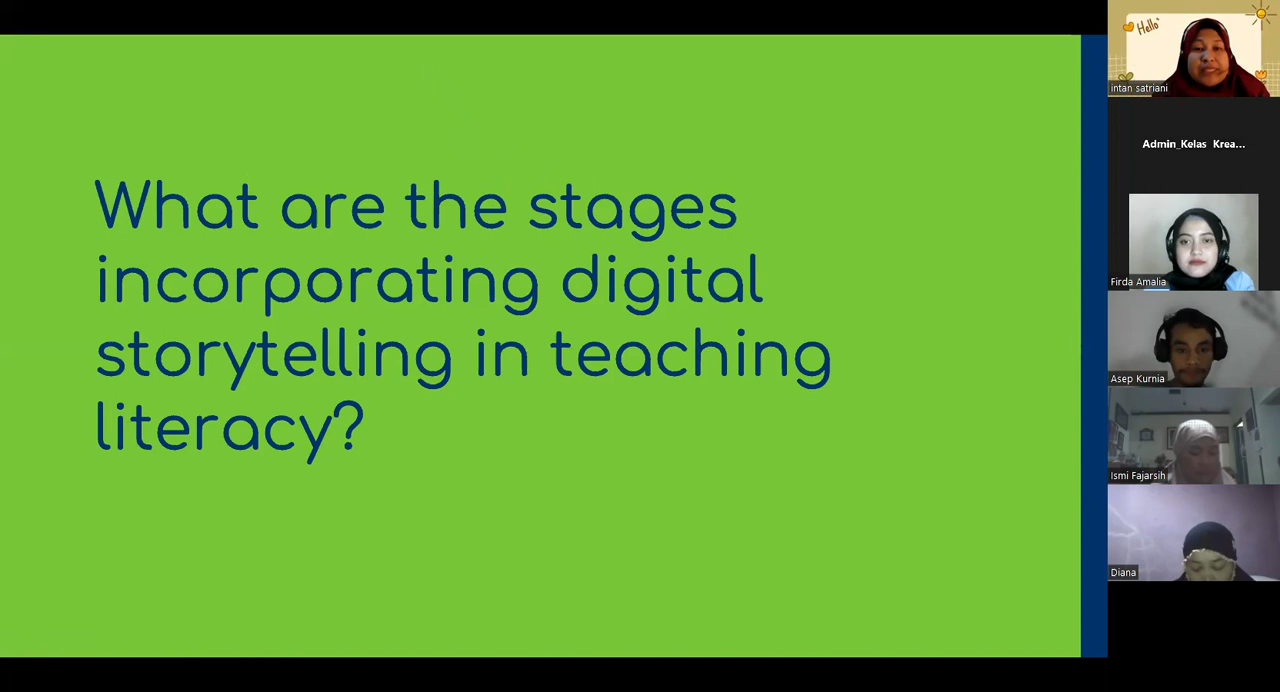 What are the stages
incorporating digital
storytelling in teaching
literacy?
Hello
intan satriani
Admin_Kelas Krea...
Firda Amalia
Asep Kurnia
Ismi Fajarsih
Diana